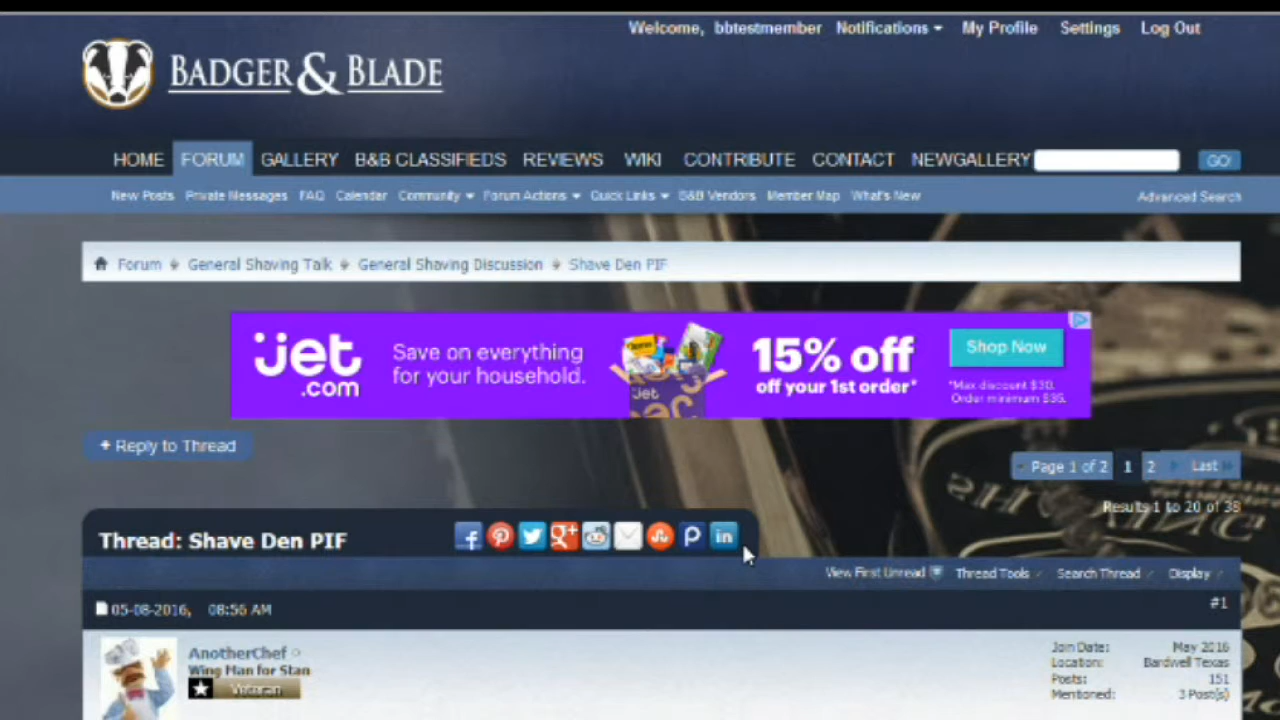 Welcome, bbtestmember Notifications My Profile Settings Log Out
BADGER & BLADE
HOME FORUM GALLERY B&B CLASSIFIEDS REVIEWS WIKI CONTRIBUTE CONTACT NEWGALLERY GO!
New Posts Private Messages FAQ Calendar Community Forum Actions Quick Links B&B Vendors Member Map What's New Advanced Search
Forum General Shaving Talk General Shaving Discussion Shave Den PIF
Jet.com Save on everything for your household. 15% off Shop Now
off your 1st order* *Max discount $30.
Order minimum $35.
+ Reply to Thread
Page 1 of 2 1 2 Last
Results 1 to 20 of 38
Thread: Shave Den PIF
View First Unread Thread Tools Search Thread Display
05-08-2016, 08:56 AM #1
AnotherChef Join Date: May 2016
Wing Man for Stan Location: Bardwell Texas
Veteran Posts: 151
Mentioned: 3 Post(s)